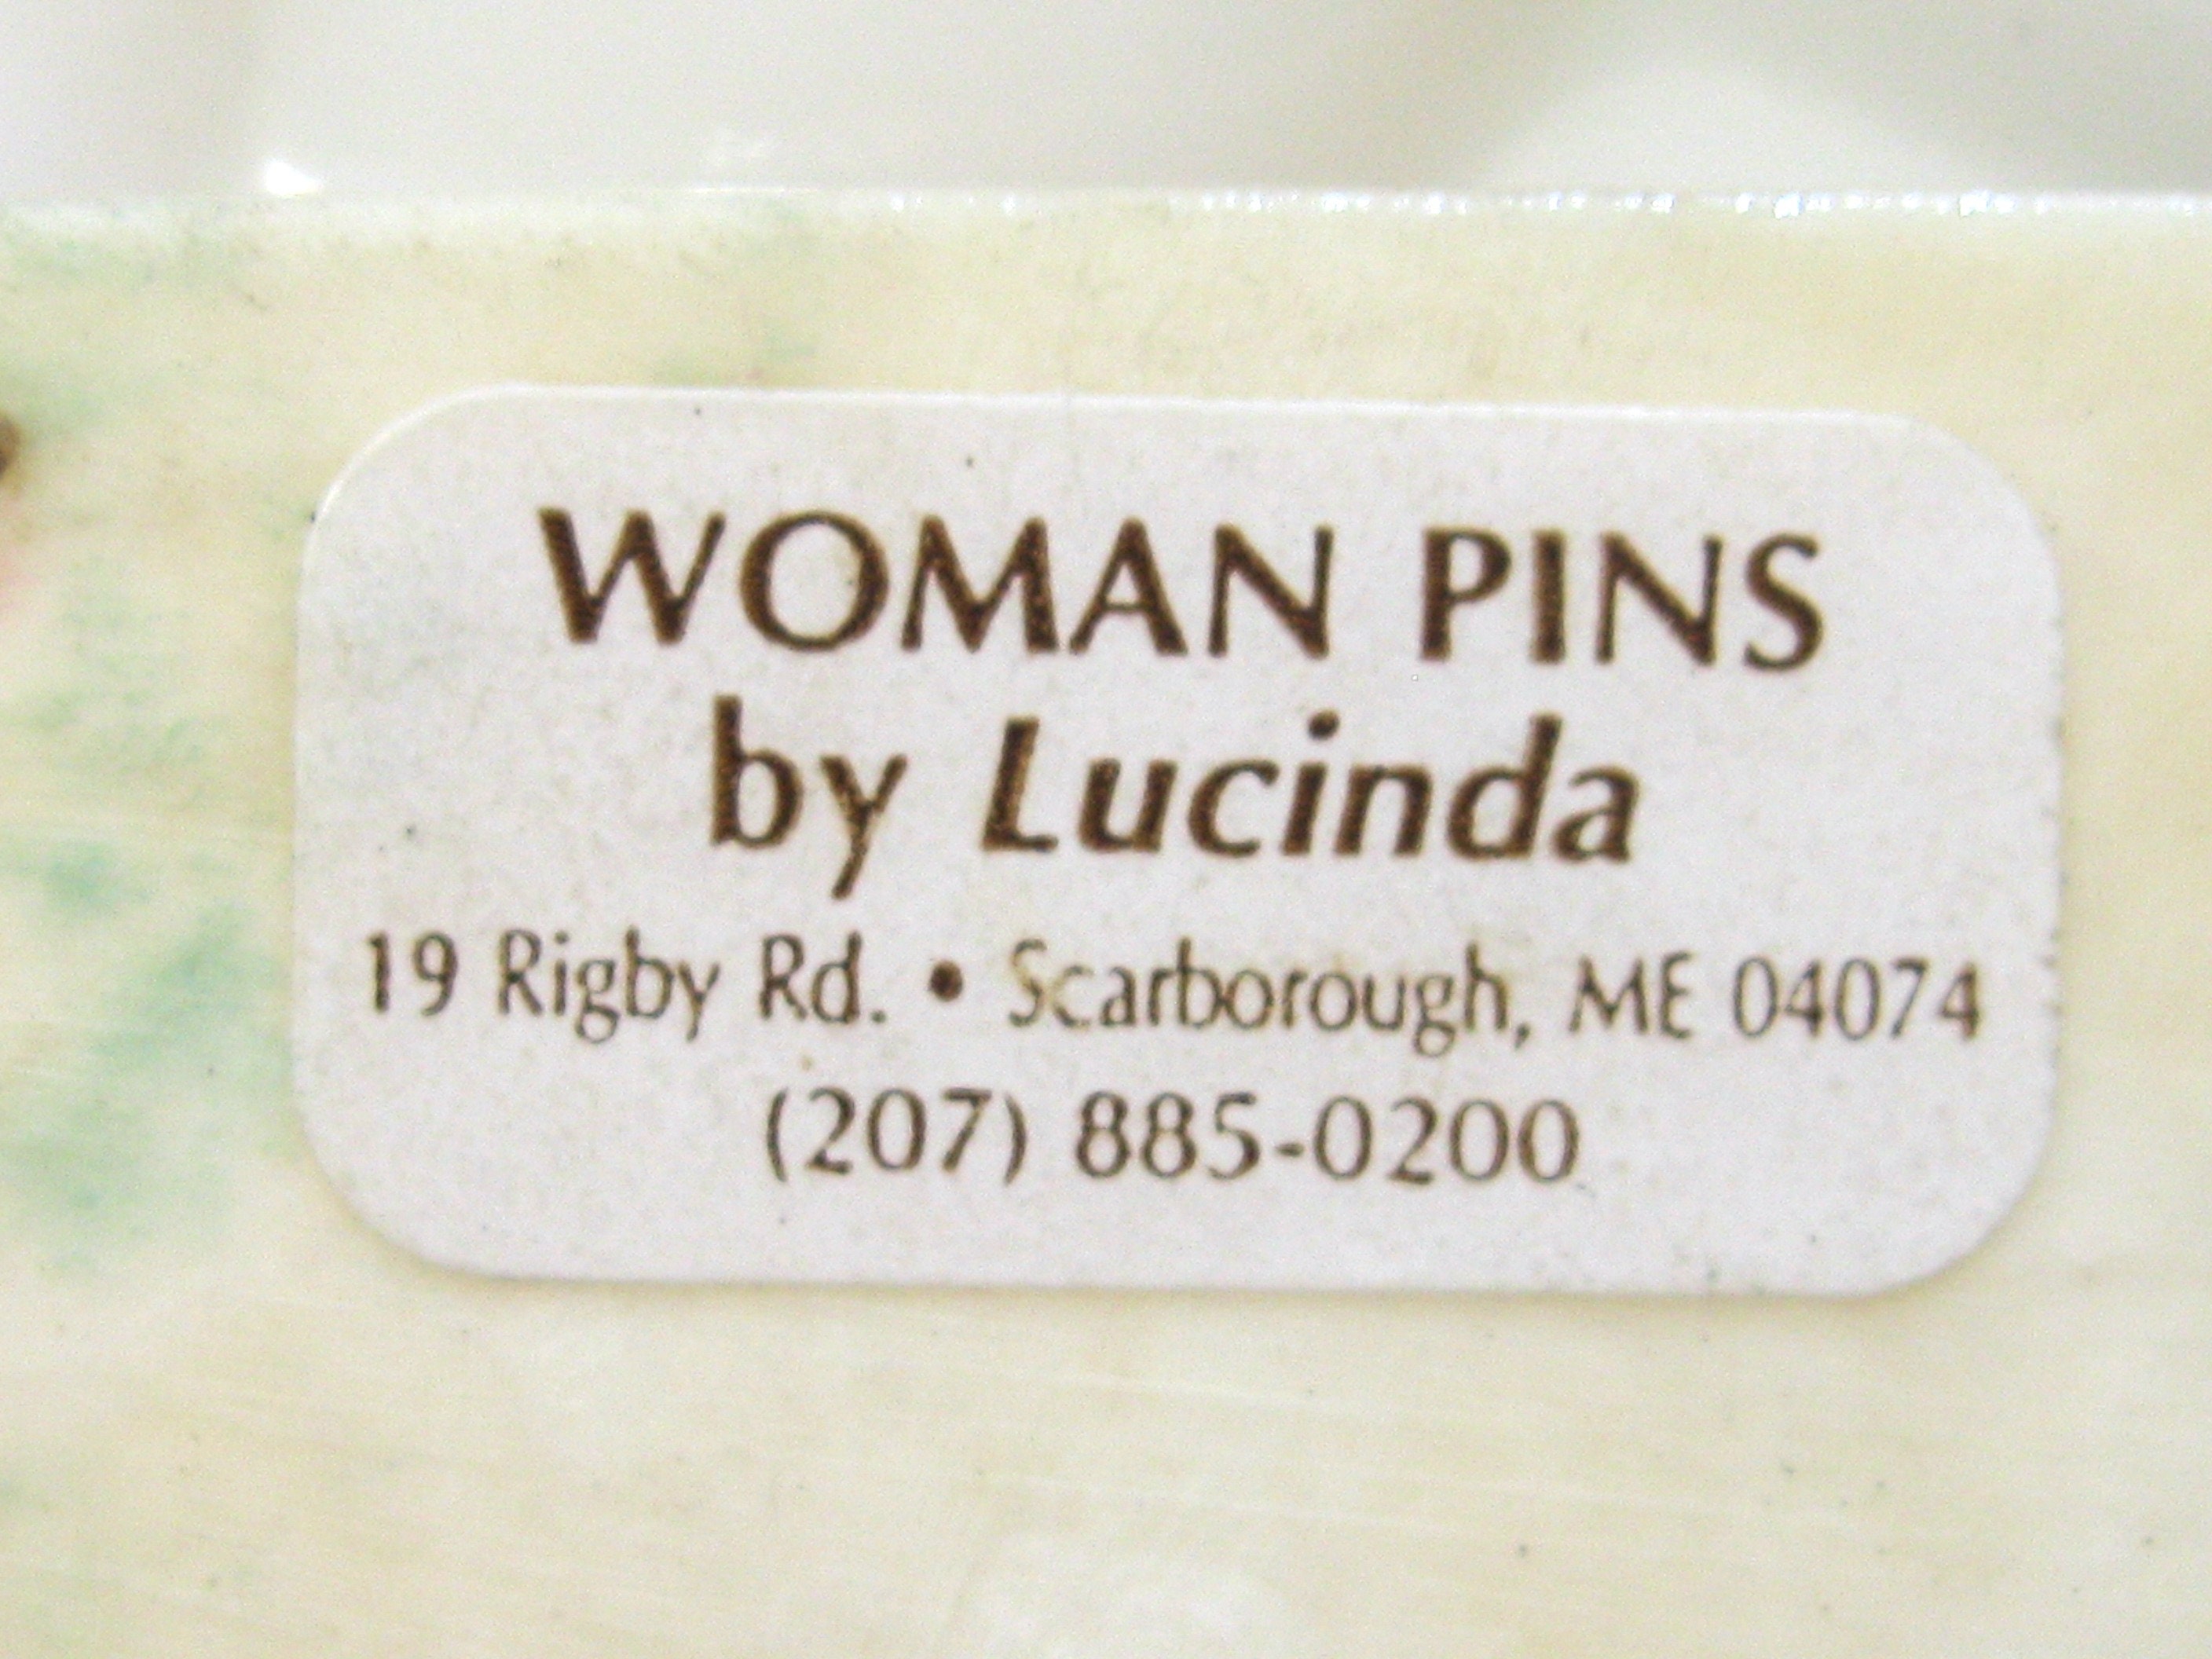 WOMAN PINS
by Lucinda
19 Rigby Rd. • Scarborough, ME 04074
(207) 885-0200